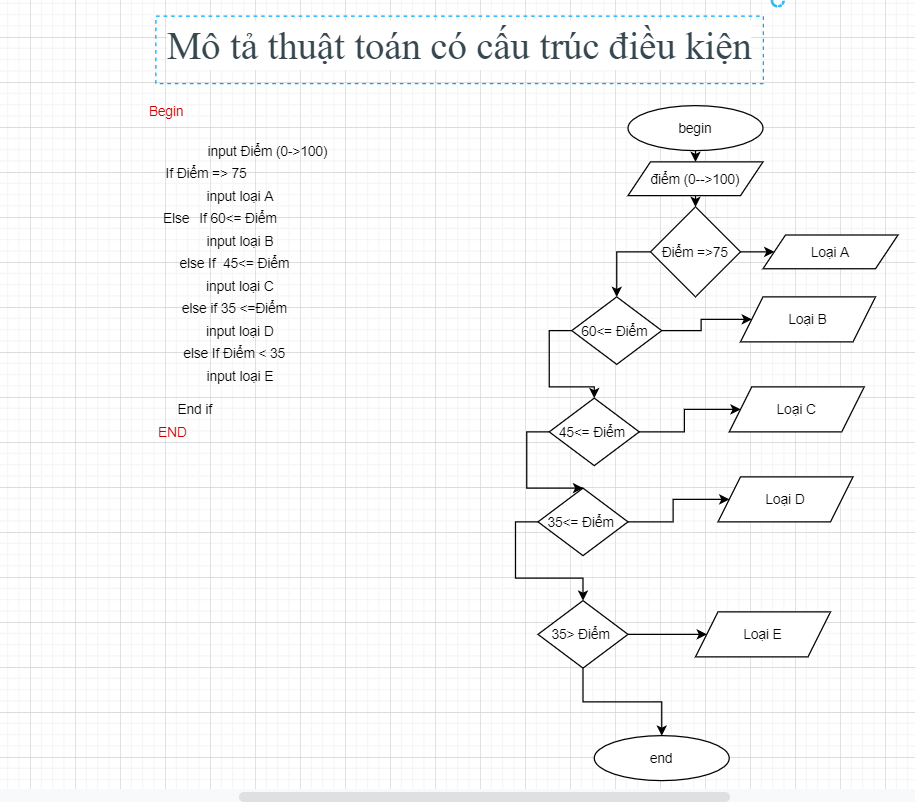 Mô tả thuật toán có cấu trúc điều kiện
Begin
input Điểm (0->100)
If Điểm => 75
input loại A
Else If 60<= Điểm
input loại B
else If 45<= Điểm
input loại C
else if 35 <=Điểm
input loại D
else If Điểm < 35
input loại E
End if
END
begin
điểm (0-->100)
Điểm =>75
Loại A
60<= Điểm
Loại B
45<= Điểm
Loại C
35<= Điểm
Loại D
35> Điểm
Loại E
end